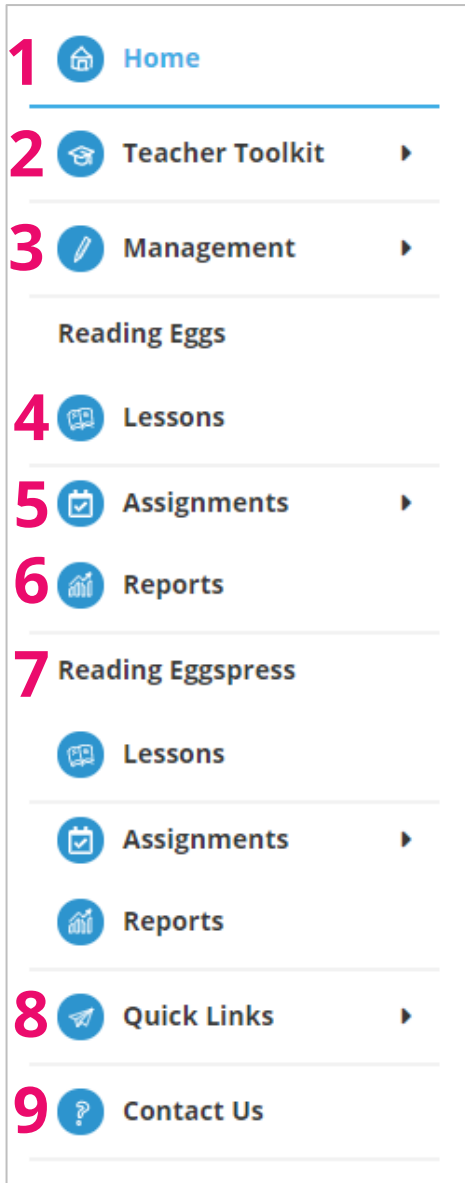 1 Home
2 Teacher Toolkit
3 Management
Reading Eggs
4 Lessons
5 Assignments
6 Reports
7 Reading Eggspress
Lessons
Assignments
Reports
8 Quick Links
9 Contact Us